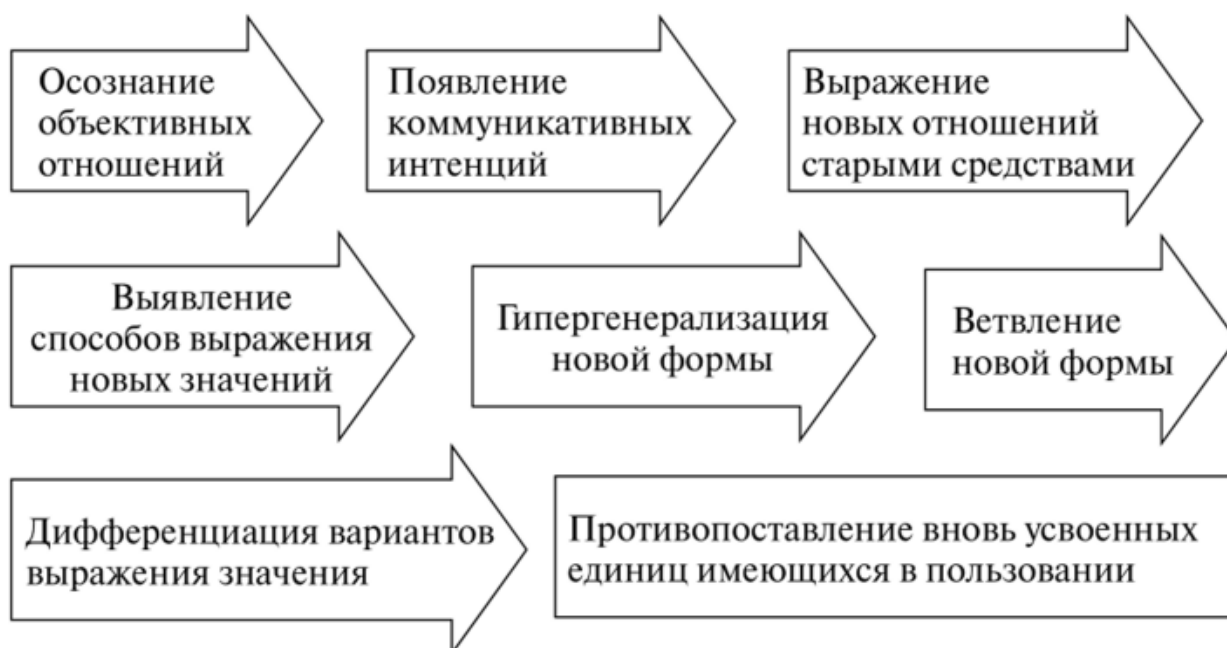 Осознание
объективных
отношений
Появление
коммуникативных
интенций
Выражение
новых отношений
старыми средствами
Выявление
способов выражения
новых значений
Гипергенерализация
новой формы
Ветвление
новой формы
Дифференциация вариантов
выражения значения
Противопоставление вновь усвоенных
единиц имеющихся в пользовании